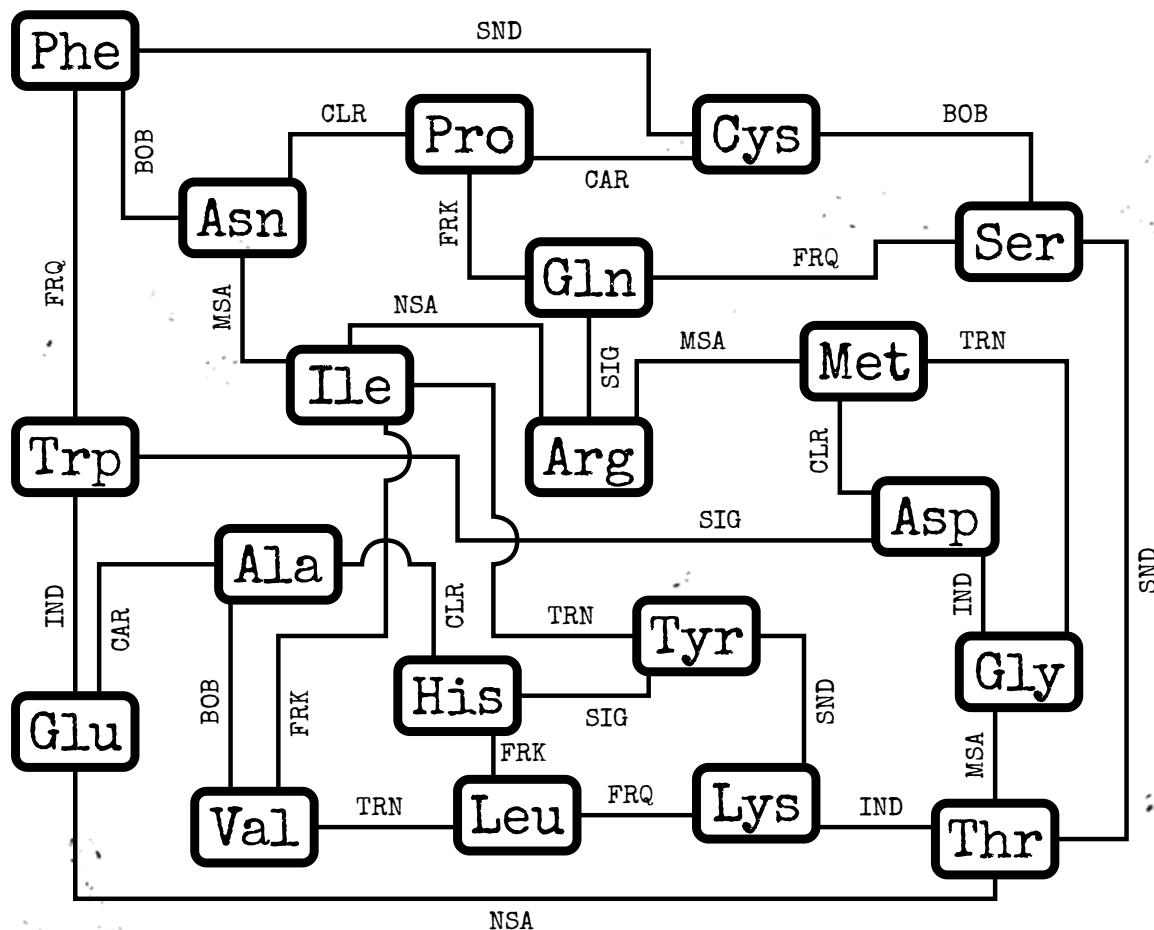 Phe
SND
CLR
Pro
Cys
BOB
BOB
CAR
Asn
FRK
Ser
Gln
FRQ
FRQ
MSA
NSA
SIG
MSA
Met
TRN
Ile
CLR
Trp
Arg
Asp
SIG
SND
Ala
IND
CAR
CLR
IND
TRN
Tyr
Gly
BOB
FRK
His
SIG
SND
Glu
FRK
MSA
Val
TRN
Leu
FRQ
Lys
IND
Thr
NSA